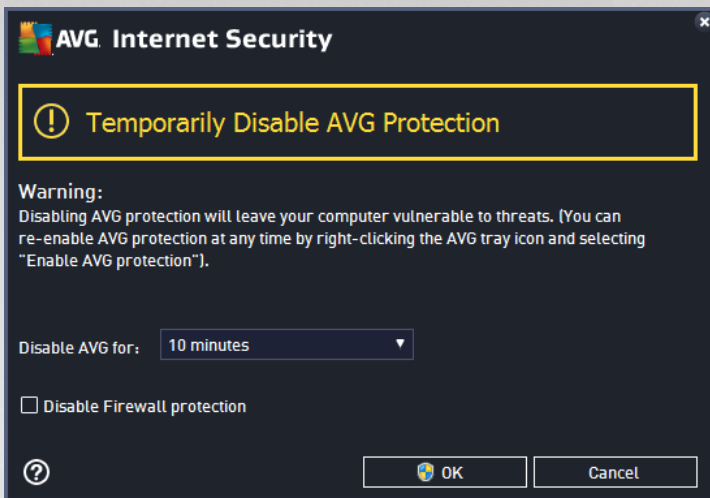 AVG. Internet Security
Temporarily Disable AVG Protection
Warning:
Disabling AVG protection will leave your computer vulnerable to threats. (You can
re-enable AVG protection at any time by right-clicking the AVG tray icon and selecting
"Enable AVG protection").
Disable AVG for: 10 minutes
Disable Firewall protection
OK Cancel